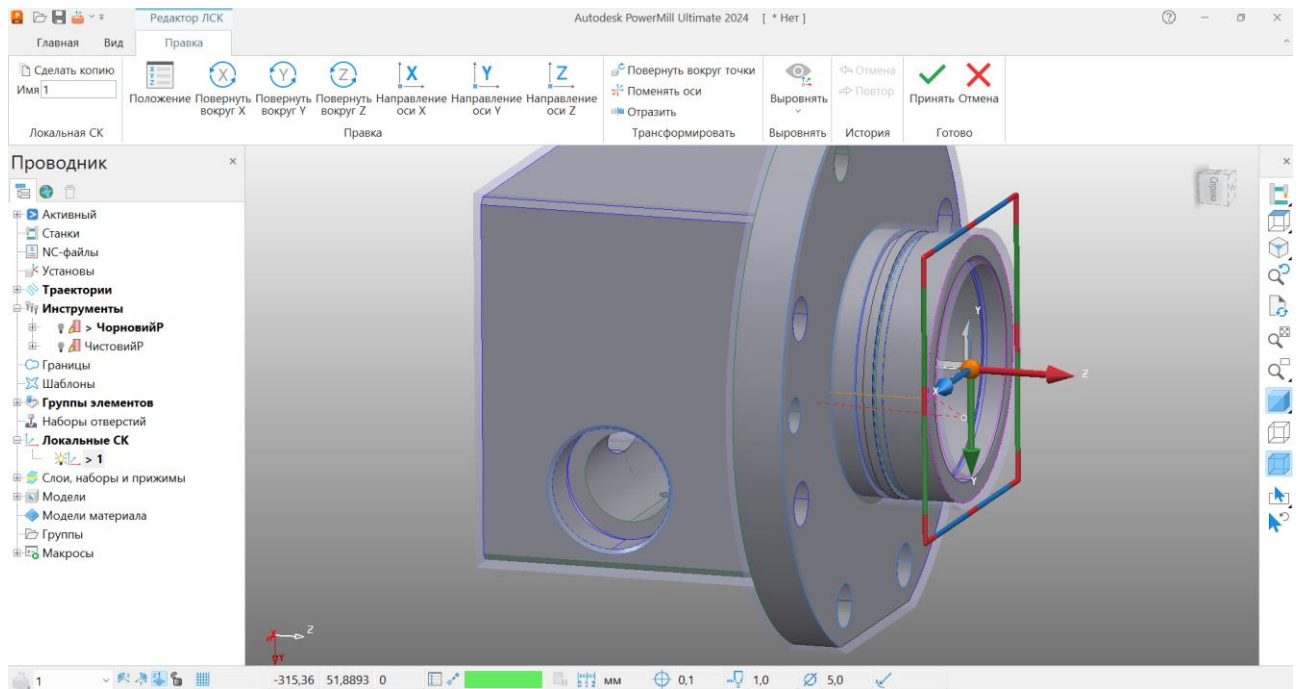 Редактор ЛСК
Autodesk PowerMill Ultimate 2024 [ * Нет ]
Главная Вид Правка
Сделать копию
Имя 1
Локальная СК
Положение Повернуть вокруг X Повернуть вокруг Y Повернуть вокруг Z Направление оси X Направление оси Y Направление оси Z
Правка
Повернуть вокруг точки
Поменять оси
Отразить
Трансформировать
Выровнять
Выровнять
Отмена
Повтор
История
Принять Отмена
Готово
Проводник
Активный
Станки
NC-файлы
Установы
Траектории
Инструменты
> ЧорновийР
ЧистовийР
Границы
Шаблоны
Группы элементов
Наборы отверстий
Локальные СК
> 1
Слои, наборы и прижимы
Модели
Модели материала
Группы
Макросы
Справа
Y
Z
X
Y
Z
Y
1 -315,36 51,8893 0 мм 0,1 1,0 5,0